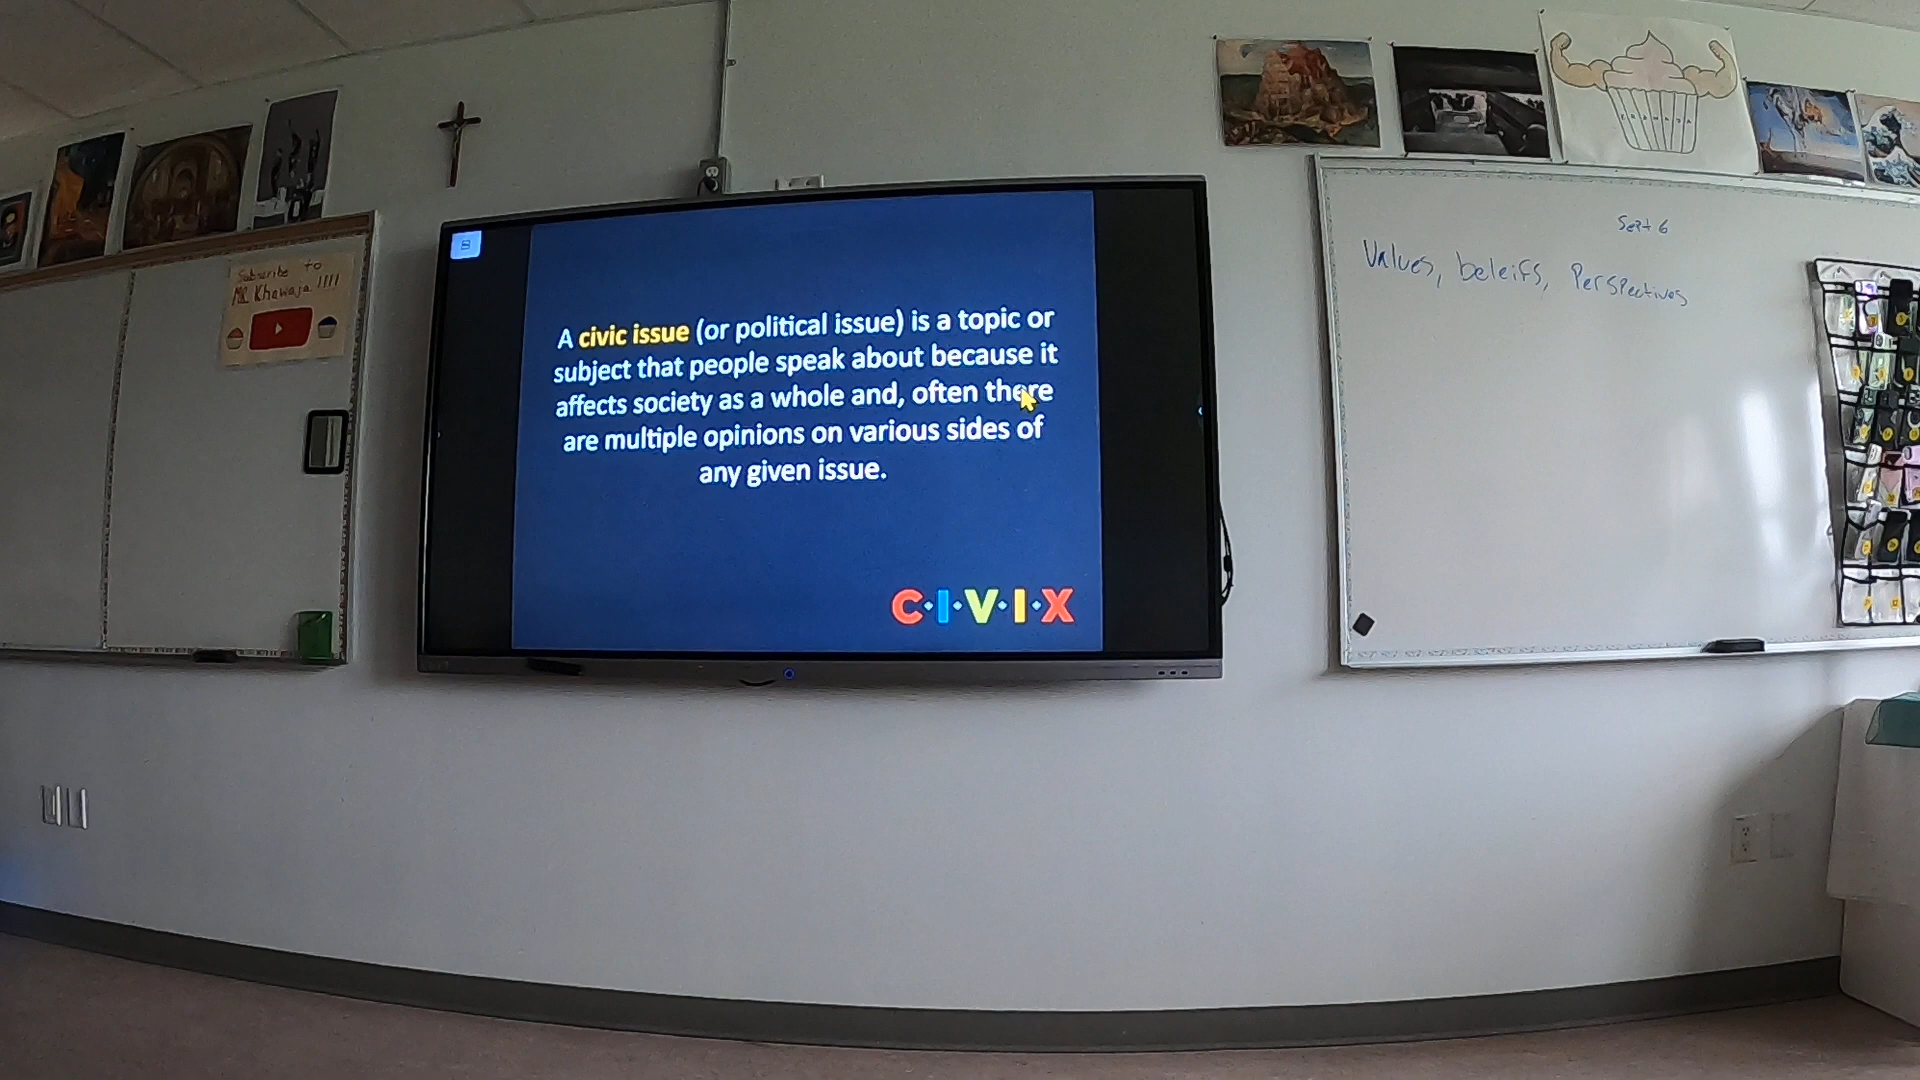 Subscribe to
MR. Khawaja !!!!
A civic issue (or political issue) is a topic or
subject that people speak about because it
affects society as a whole and, often there
are multiple opinions on various sides of
any given issue.
C·I·V·I·X
Sept 6
Values, beleifs, Perspectives